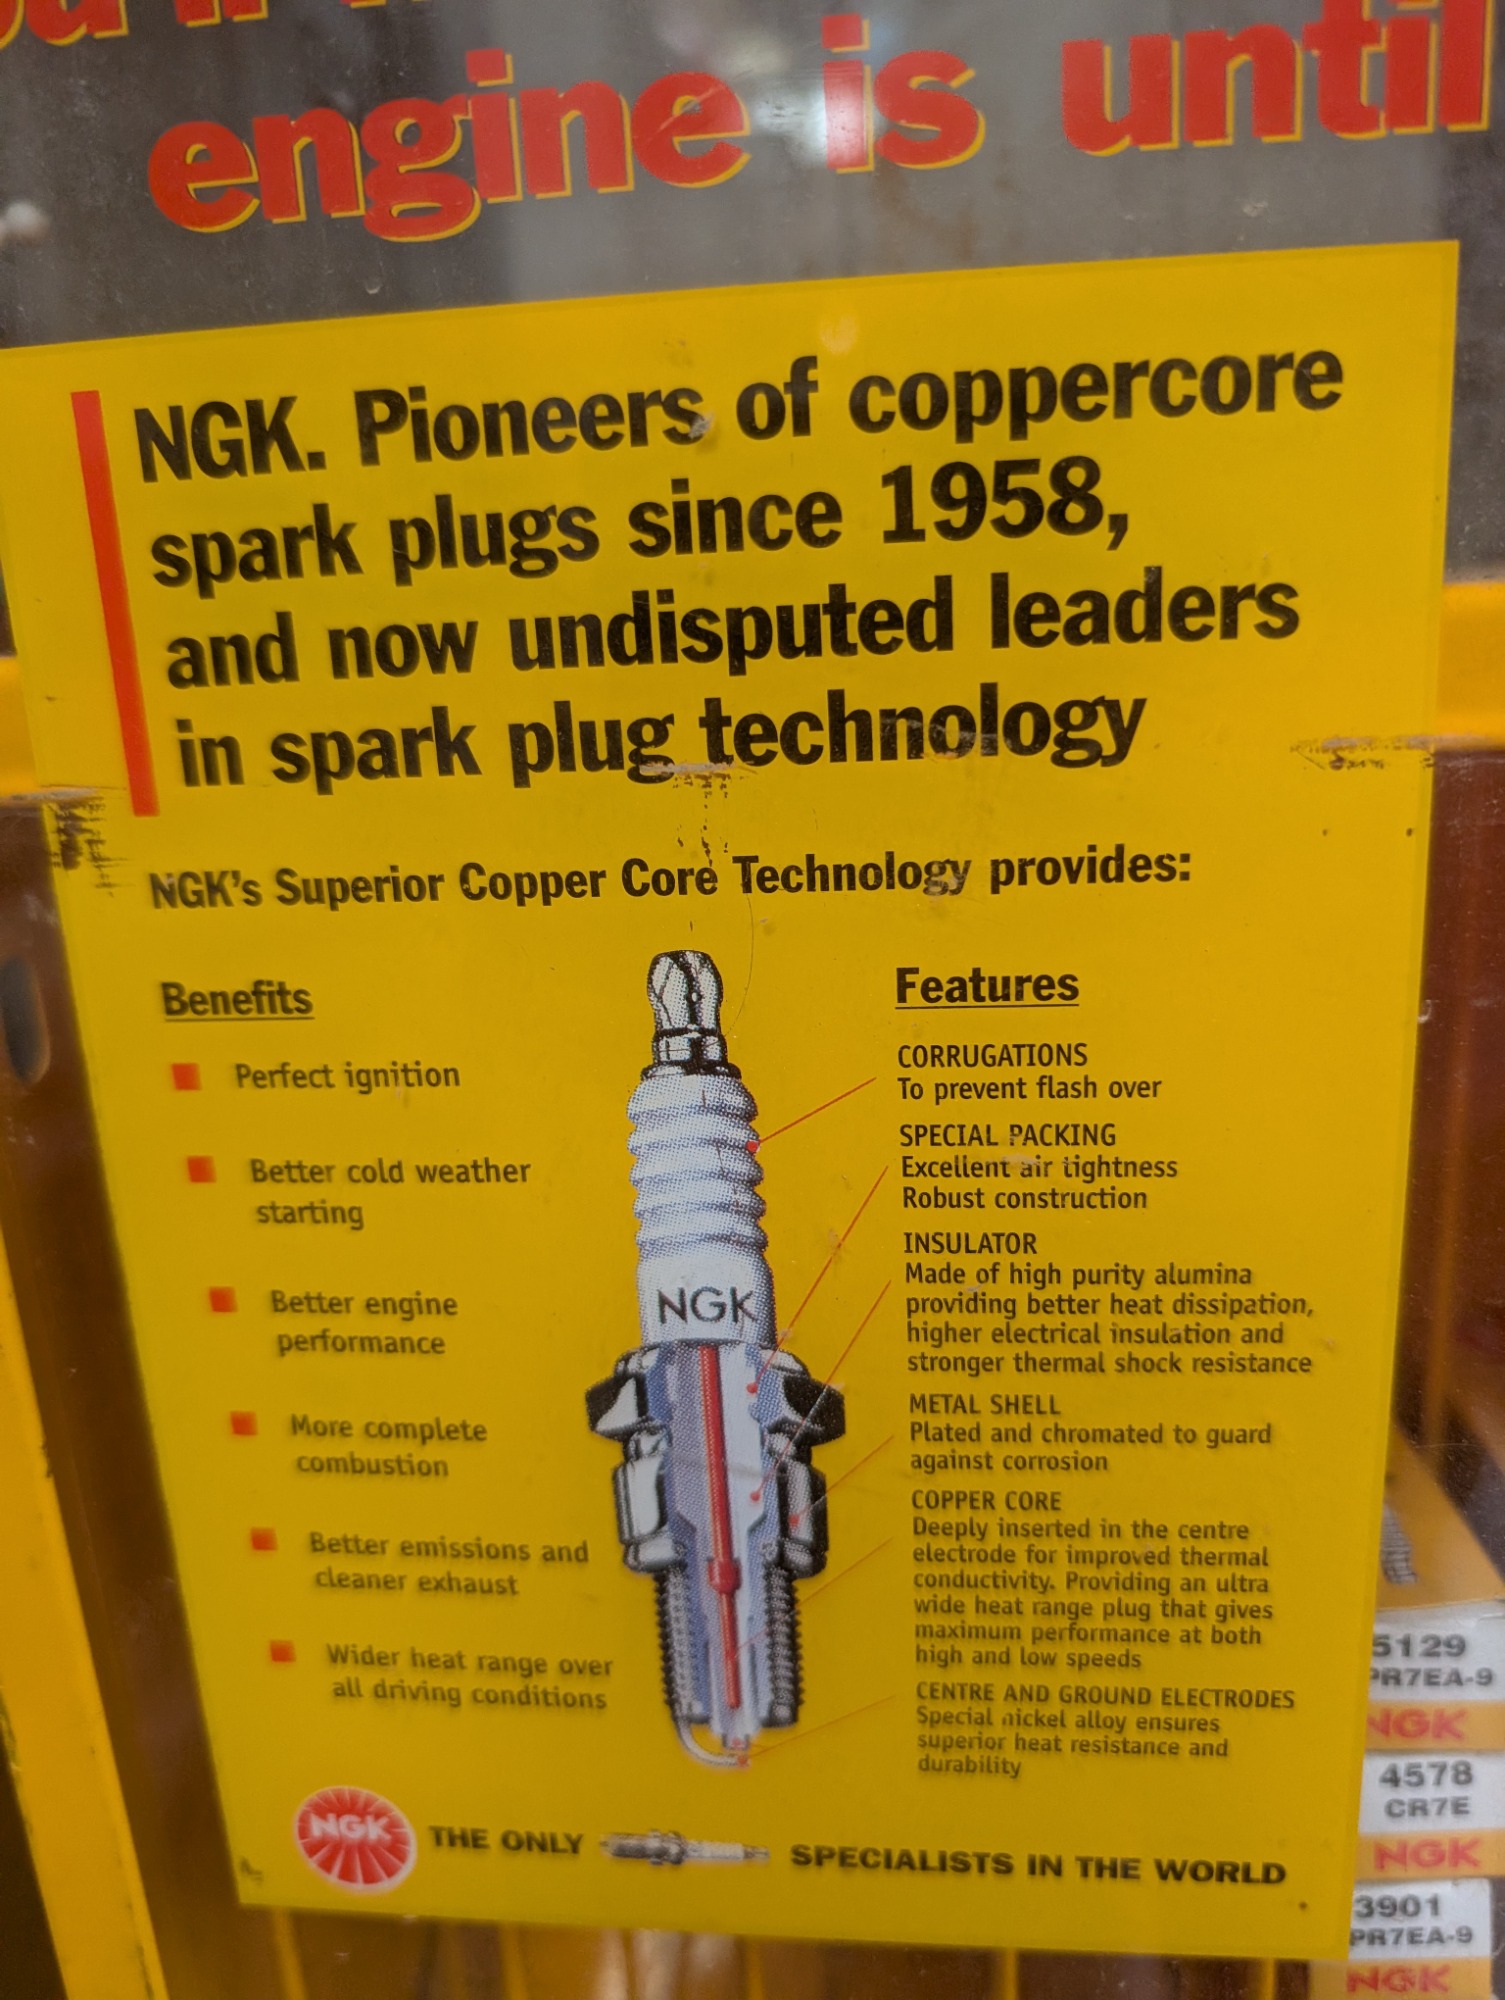 engine is until
NGK. Pioneers of coppercore
spark plugs since 1958,
and now undisputed leaders
in spark plug technology
NGK's Superior Copper Core Technology provides:
Benefits
Perfect ignition
Better cold weather
starting
Better engine
performance
More complete
combustion
Better emissions and
cleaner exhaust
Wider heat range over
all driving conditions
NGK
Features
CORRUGATIONS
To prevent flash over
SPECIAL PACKING
Excellent air tightness
Robust construction
INSULATOR
Made of high purity alumina
providing better heat dissipation,
higher electrical insulation and
stronger thermal shock resistance
METAL SHELL
Plated and chromated to guard
against corrosion
COPPER CORE
Deeply inserted in the centre
electrode for improved thermal
conductivity. Providing an ultra
wide heat range plug that gives
maximum performance at both
high and low speeds
CENTRE AND GROUND ELECTRODES
Special nickel alloy ensures
superior heat resistance and
durability
NGK THE ONLY SPECIALISTS IN THE WORLD
5129
PR7EA-9
NGK
4578
CR7E
NGK
3901
PR7EA-9
NGK